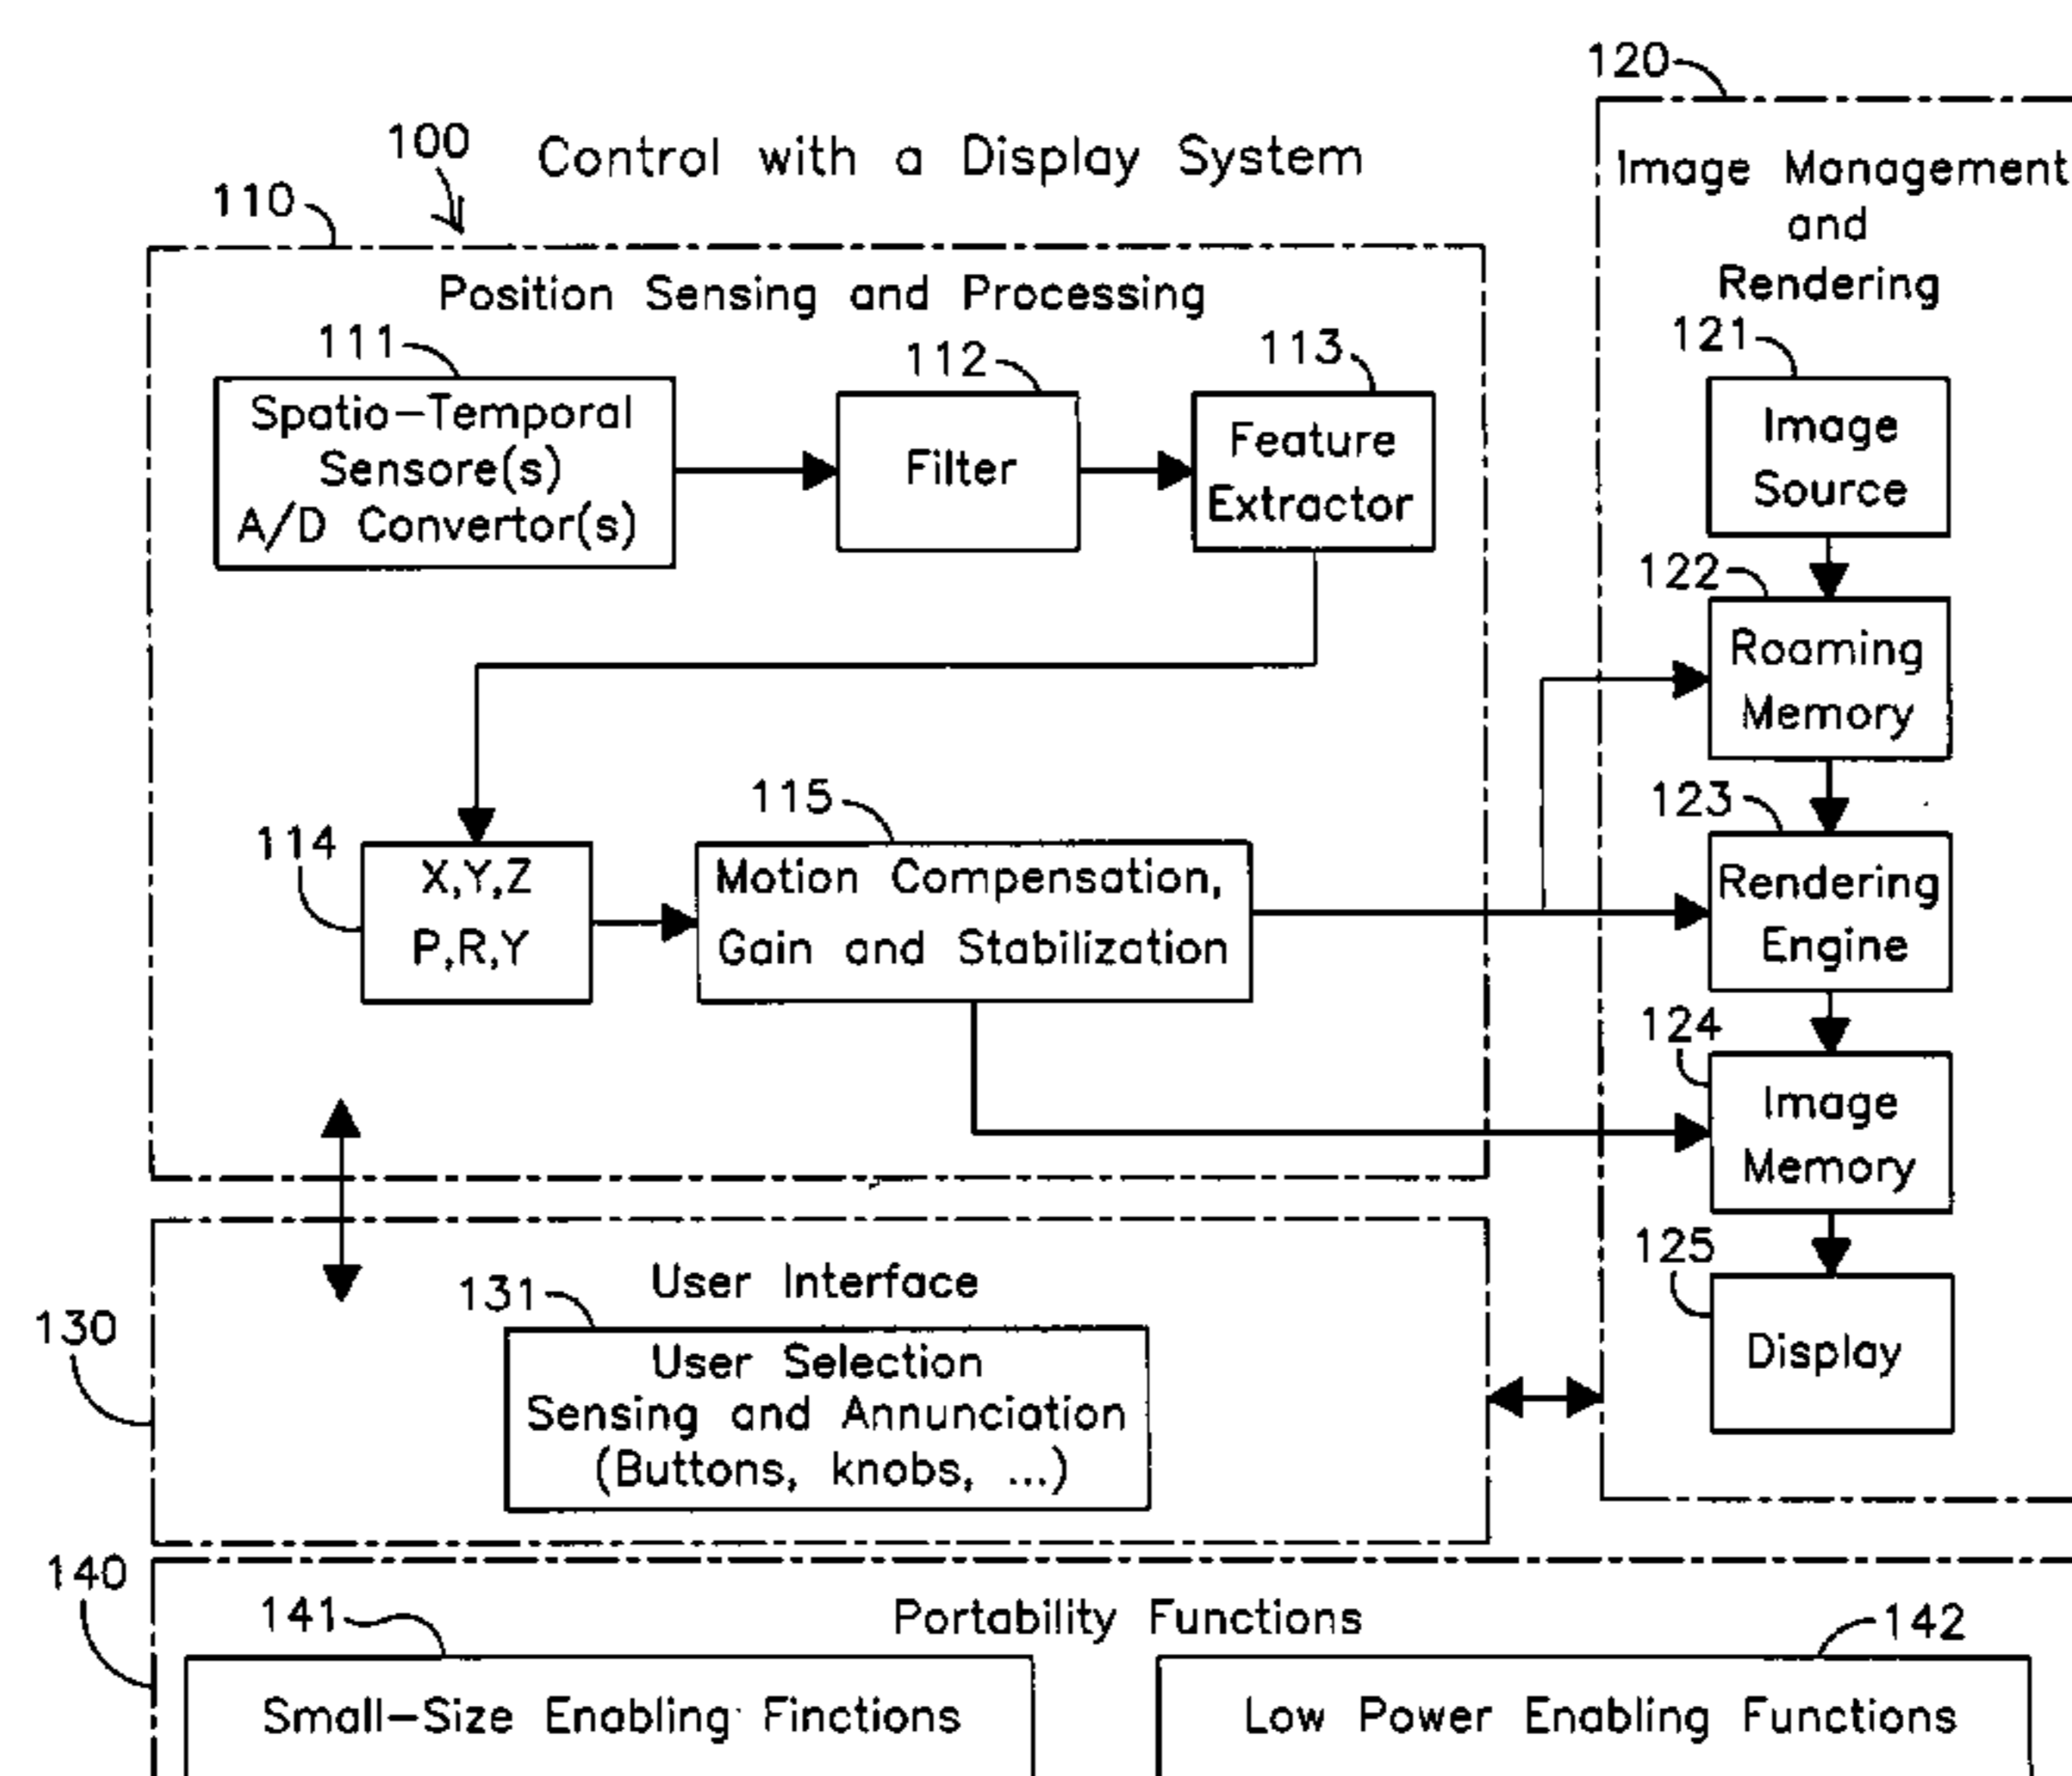 120
100
Control with a Display System
110
Image Management
and
Rendering
Position Sensing and Processing
111
112
113
121
Spatio-Temporal
Sensore(s)
A/D Convertor(s)
Filter
Feature
Extractor
Image
Source
122
Roaming
Memory
114
X,Y,Z
P,R,Y
115
Motion Compensation,
Gain and Stabilization
123
Rendering
Engine
124
Image
Memory
125
Display
130
User Interface
131
User Selection
Sensing and Annunciation
(Buttons, knobs, ...)
140
Portability Functions
141
142
Small-Size Enabling Finctions
Low Power Enabling Functions